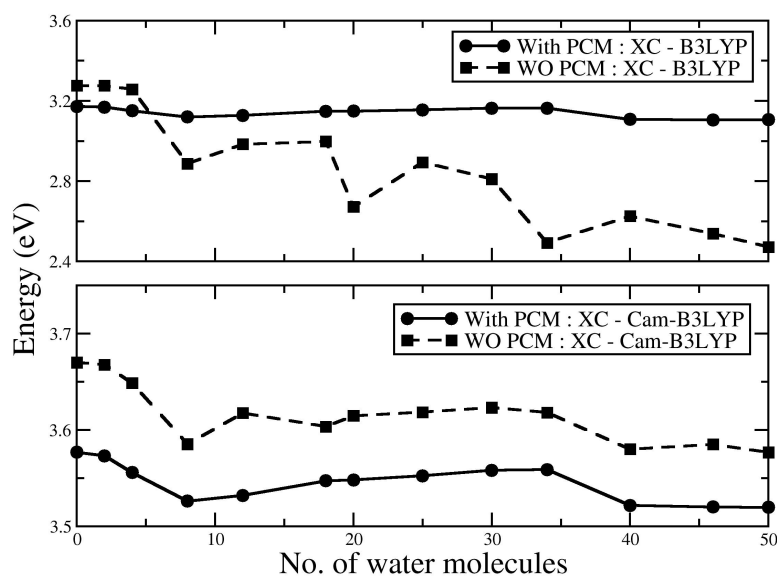 3.6
With PCM : XC - B3LYP
WO PCM : XC - B3LYP
3.2
2.8
2.4
Energy (eV)
With PCM : XC - Cam-B3LYP
WO PCM : XC - Cam-B3LYP
3.7
3.6
3.5
0 10 20 30 40 50
No. of water molecules